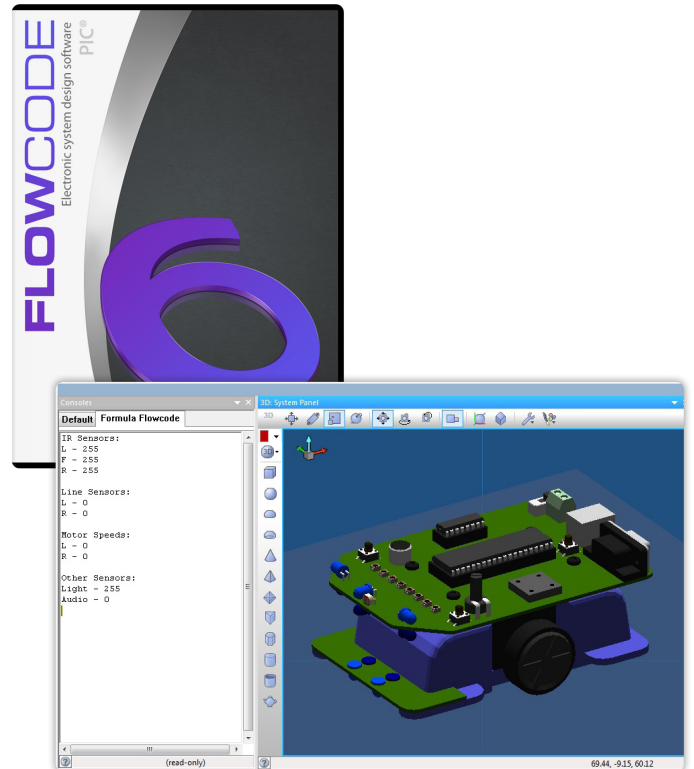 FLOWCODE
Electronic system design software
PIC®
6
Consoles
Default Formula Flowcode
IR Sensors:
L - 255
F - 255
R - 255
Line Sensors:
L - 0
R - 0
Motor Speeds:
L - 0
R - 0
Other Sensors:
Light - 255
Audio - 0
(read-only)
3D: System Panel
3D
3D
69.44, -9.15, 60.12